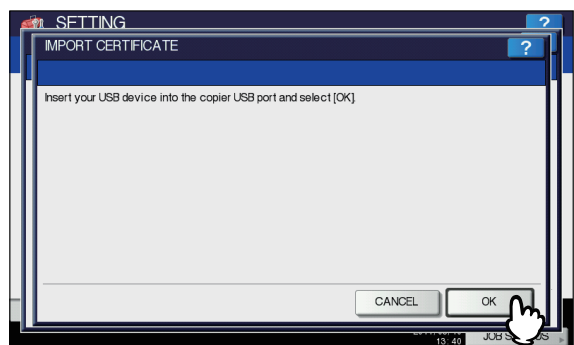 SETTING
?
IMPORT CERTIFICATE
?
Insert your USB device into the copier USB port and select [OK].
CANCEL
OK
13:40
JOB